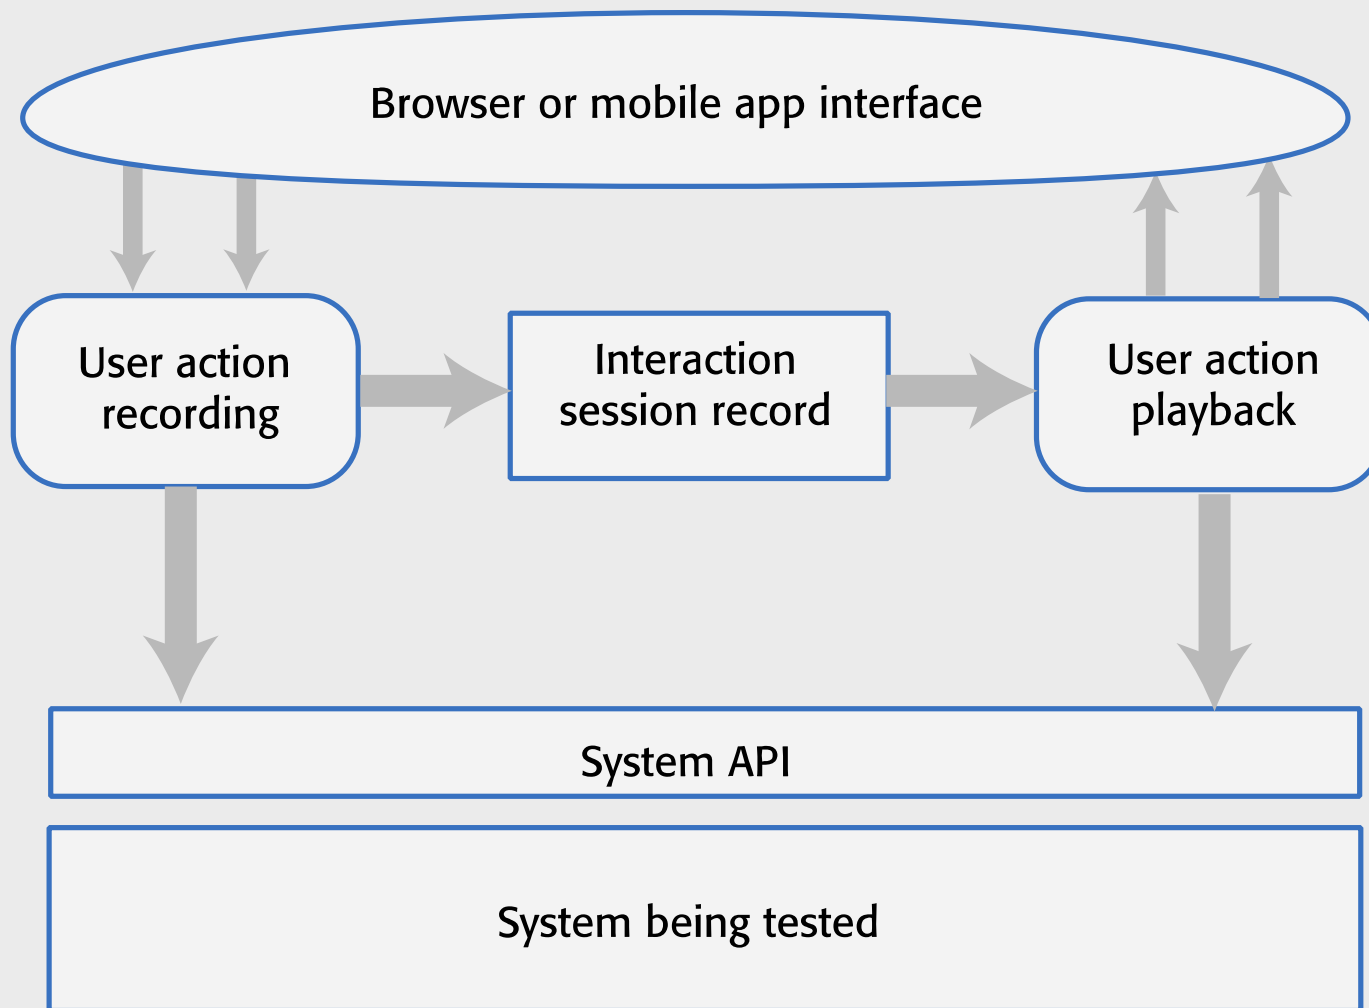 Browser or mobile app interface
User action
recording
Interaction
session record
User action
playback
System API
System being tested